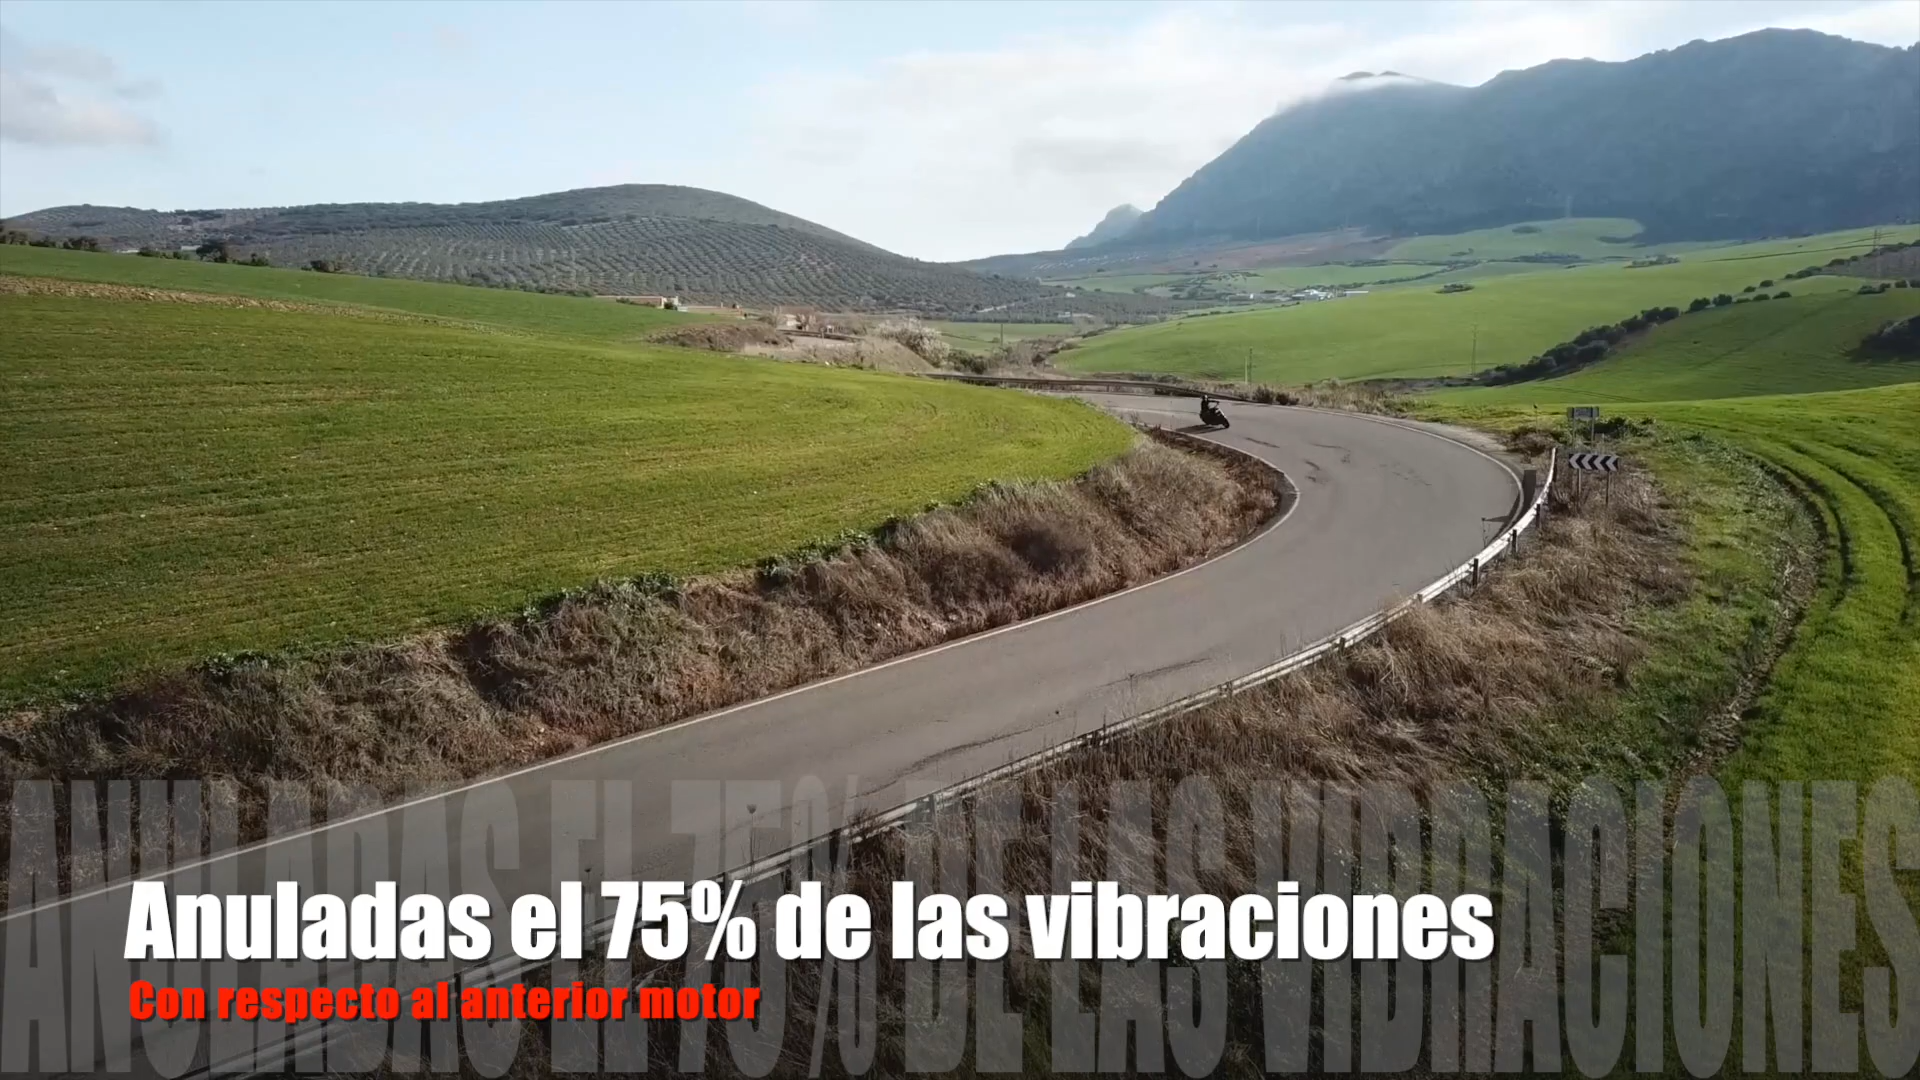 ANULADAS EL 75% DE LAS VIBRACIONES
Anuladas el 75% de las vibraciones
Con respecto al anterior motor